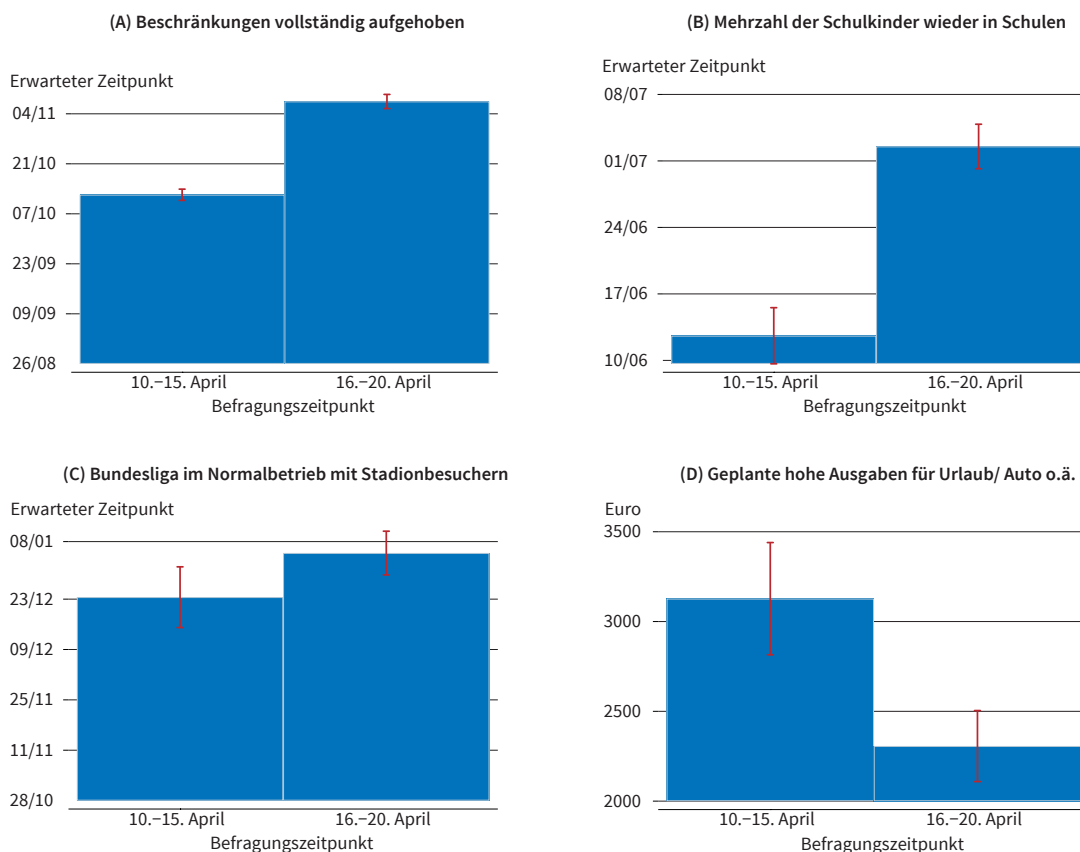 (A) Beschränkungen vollständig aufgehoben
Erwarteter Zeitpunkt
04/11
21/10
07/10
23/09
09/09
26/08
10.–15. April
16.–20. April
Befragungszeitpunkt
(B) Mehrzahl der Schulkinder wieder in Schulen
Erwarteter Zeitpunkt
08/07
01/07
24/06
17/06
10/06
10.–15. April
16.–20. April
Befragungszeitpunkt
(C) Bundesliga im Normalbetrieb mit Stadionbesuchern
Erwarteter Zeitpunkt
08/01
23/12
09/12
25/11
11/11
28/10
10.–15. April
16.–20. April
Befragungszeitpunkt
(D) Geplante hohe Ausgaben für Urlaub/ Auto o.ä.
Euro
3500
3000
2500
2000
10.–15. April
16.–20. April
Befragungszeitpunkt